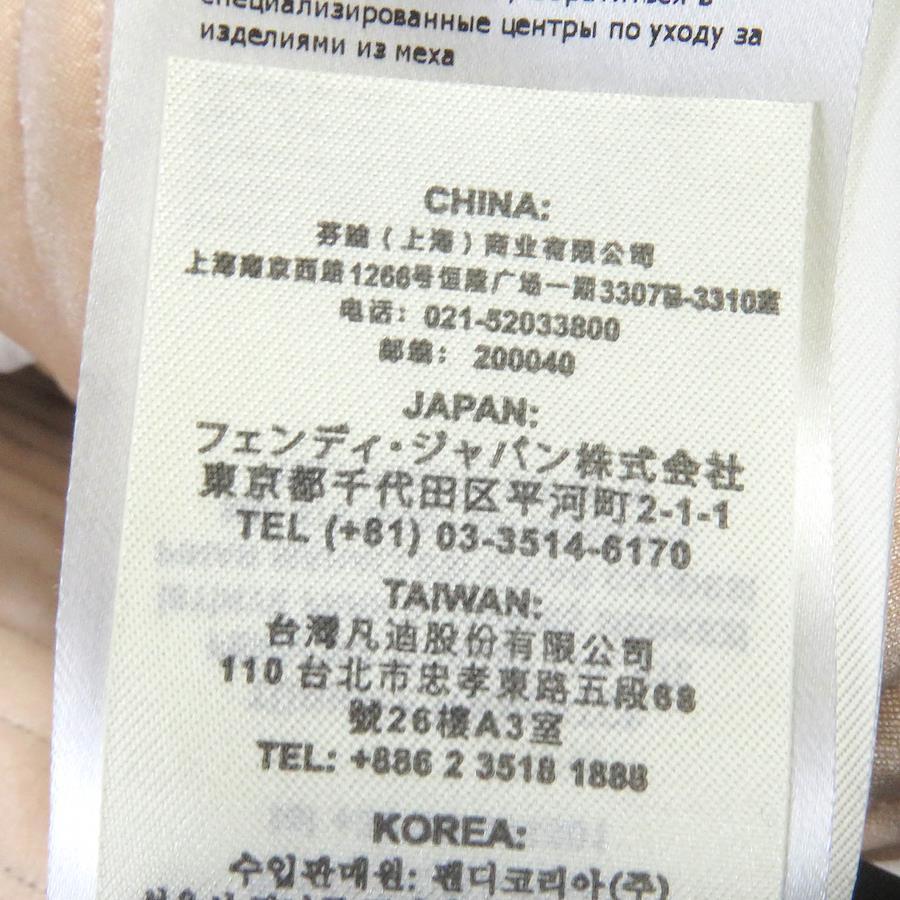 специализированные центры по уходу за
изделиями из меха
CHINA:
芬迪（上海）商业有限公司
上海南京西路1266号恒隆广场一期3307B-3310室
电话：021-52033800
邮编： 200040
JAPAN:
フェンディ・ジャパン株式会社
東京都千代田区平河町2-1-1
TEL (+81) 03-3514-6170
TAIWAN:
台灣凡迪股份有限公司
110 台北市忠孝東路五段68
號26樓A3室
TEL: +886 2 3518 1888
KOREA:
수입판매원: 펜디코리아(주)